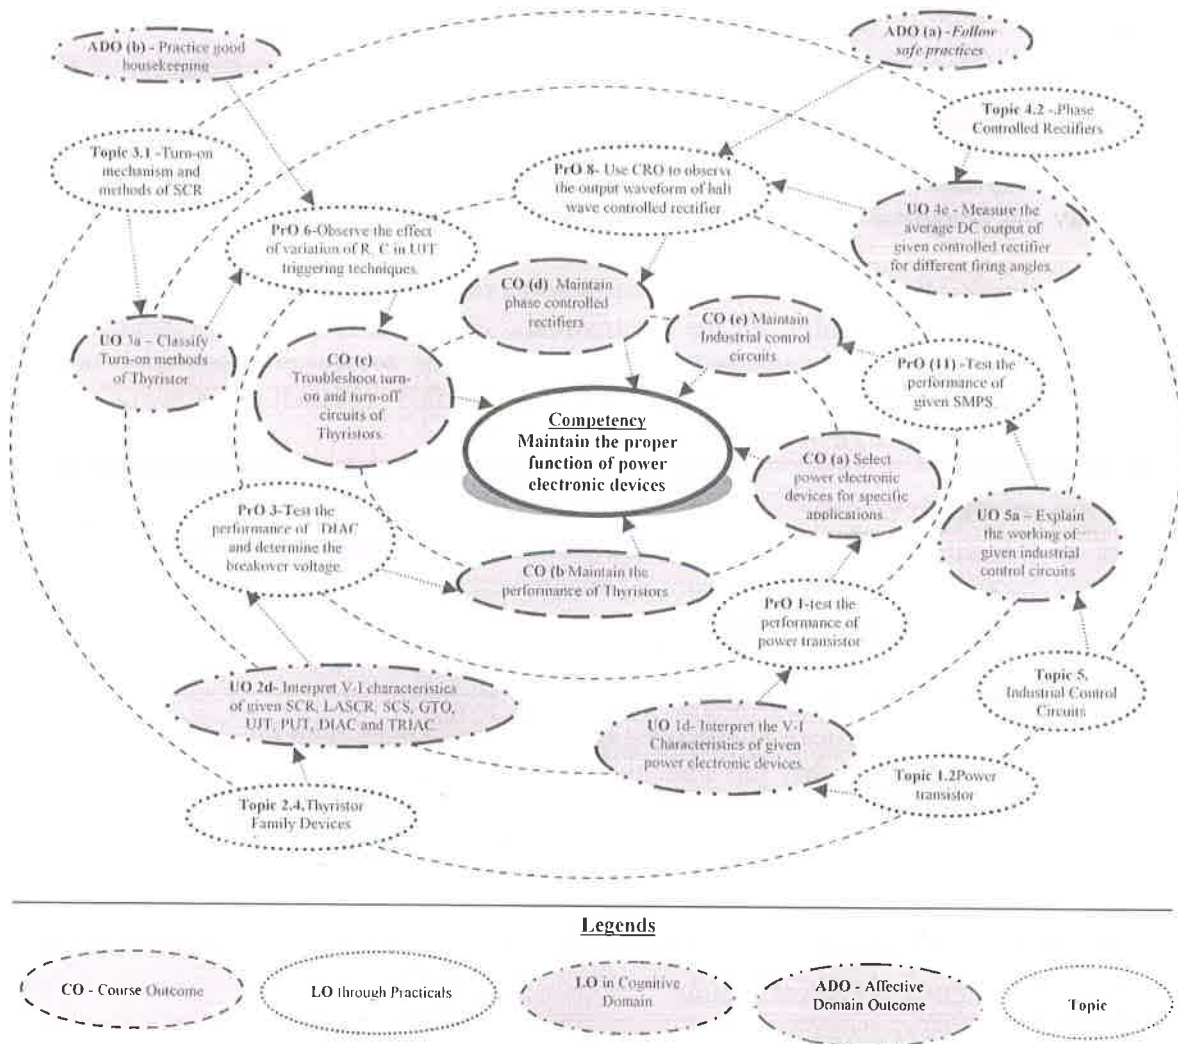 ADO (b) - Practice good
housekeeping
ADO (a) -Follow
safe practices
Topic 4.2 -.Phase
Controlled Rectifiers
Topic 3.1 -Turn-on
mechanism and
methods of SCR
PrO 8- Use CRO to observe
the output waveform of half
wave controlled rectifier
UO 4e - Measure the
average DC output of
given controlled rectifier
for different firing angles.
PrO 6-Observe the effect
of variation of R, C in UJT
triggering techniques.
CO (d) Maintain
phase controlled
rectifiers
CO (e) Maintain
Industrial control
circuits
UO 3a – Classify
Turn-on methods
of Thyristor.
CO (c)
Troubleshoot turn-
on and turn-off
circuits of
Thyristors.
PrO (11) -Test the
performance of
given SMPS.
Competency
Maintain the proper
function of power
electronic devices
CO (a) Select
power electronic
devices for specific
applications.
PrO 3-Test the
performance of DIAC
and determine the
breakover voltage.
UO 5a – Explain
the working of
given industrial
control circuits
CO (b Maintain the
performance of Thyristors
PrO 1-test the
performance of
power transistor
UO 2d- Interpret V-I characteristics
of given SCR, LASCR, SCS, GTO,
UJT, PUT, DIAC and TRIAC.
Topic 5.
Industrial Control
Circuits
UO 1d- Interpret the V-I
Characteristics of given
power electronic devices.
Topic 1.2Power
transistor
Topic 2.4.Thyristor
Family Devices
Legends
CO - Course Outcome
LO through Practicals
LO in Cognitive
Domain
ADO - Affective
Domain Outcome
Topic